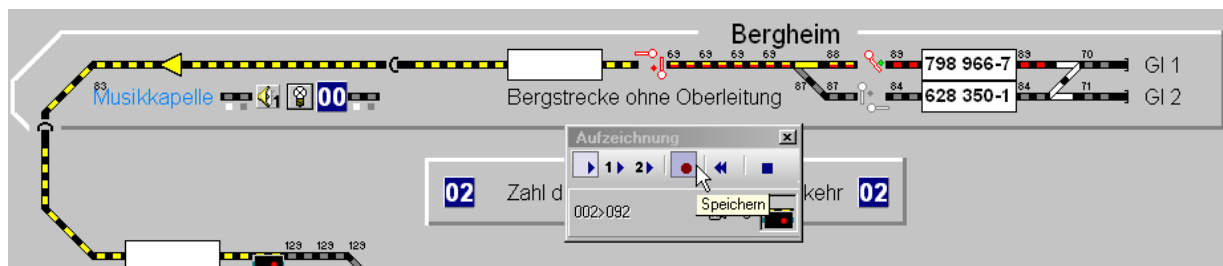 Bergheim
69 69 69 69 88 89 798 966-7 89 70 Gl 1
83
Musikkapelle 1 00 Bergstrecke ohne Oberleitung 87 87 84 628 350-1 84 71 Gl 2
Aufzeichnung
1 2
02 Zahl d kehr 02
Speichern
002>092
129 129 129